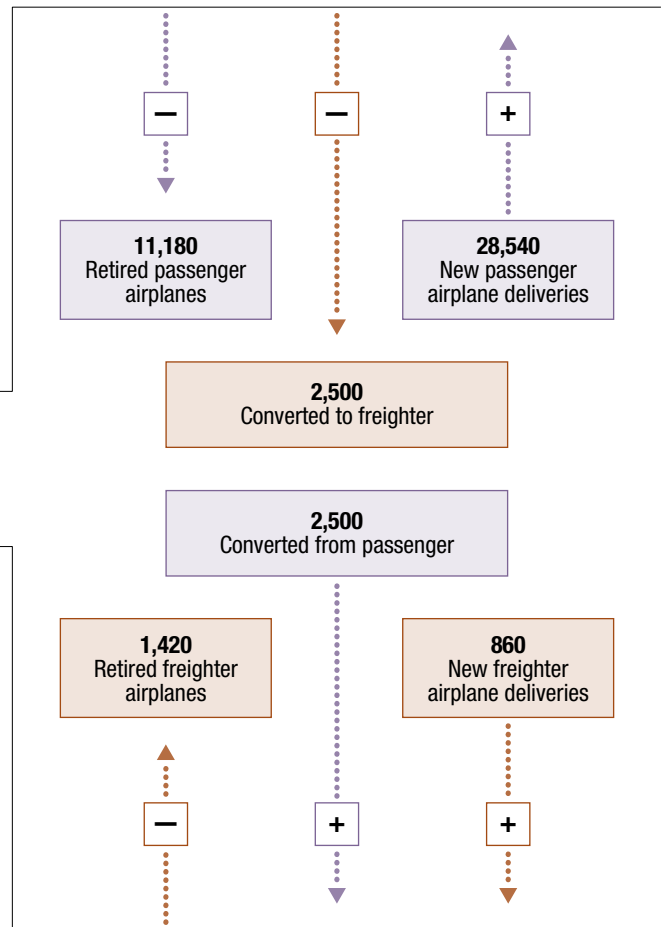 −
−
+
11,180
Retired passenger
airplanes
28,540
New passenger
airplane deliveries
2,500
Converted to freighter
2,500
Converted from passenger
1,420
Retired freighter
airplanes
860
New freighter
airplane deliveries
−
+
+